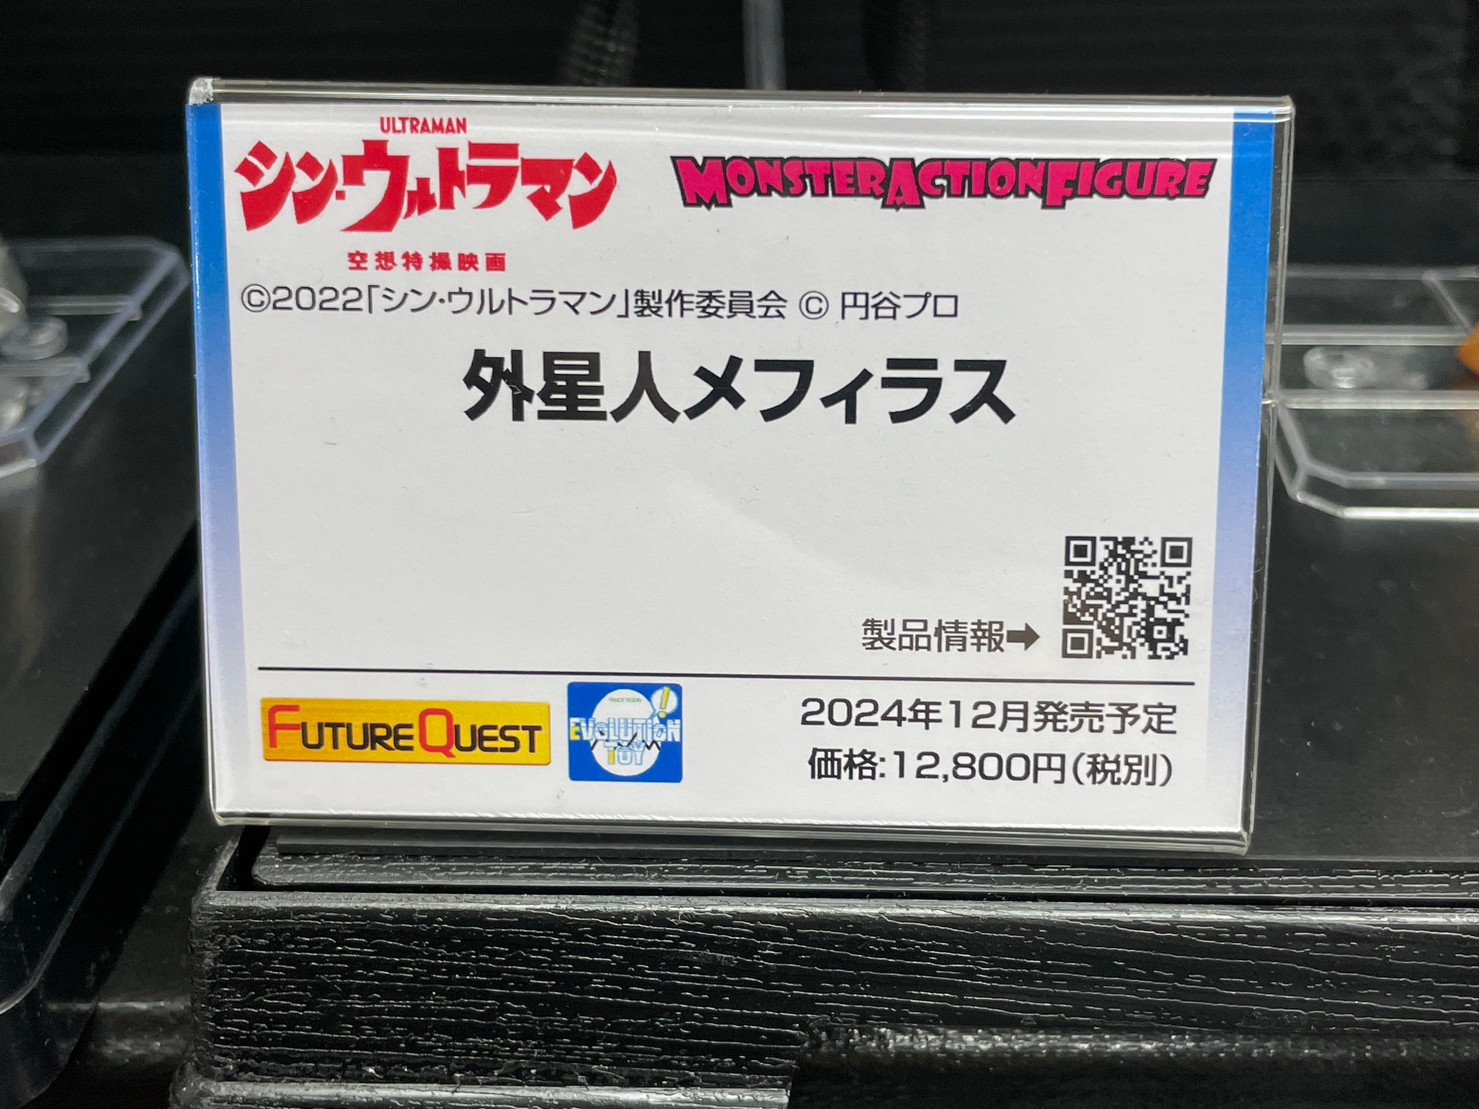 ULTRAMAN
シン・ウルトラマン
空想特撮映画
MONSTERACTIONFIGURE
©2022「シン・ウルトラマン」製作委員会 © 円谷プロ
外星人メフィラス
製品情報➡
FUTUREQUEST
EVOLUTION
TOY
2024年12月発売予定
価格:12,800円(税別)